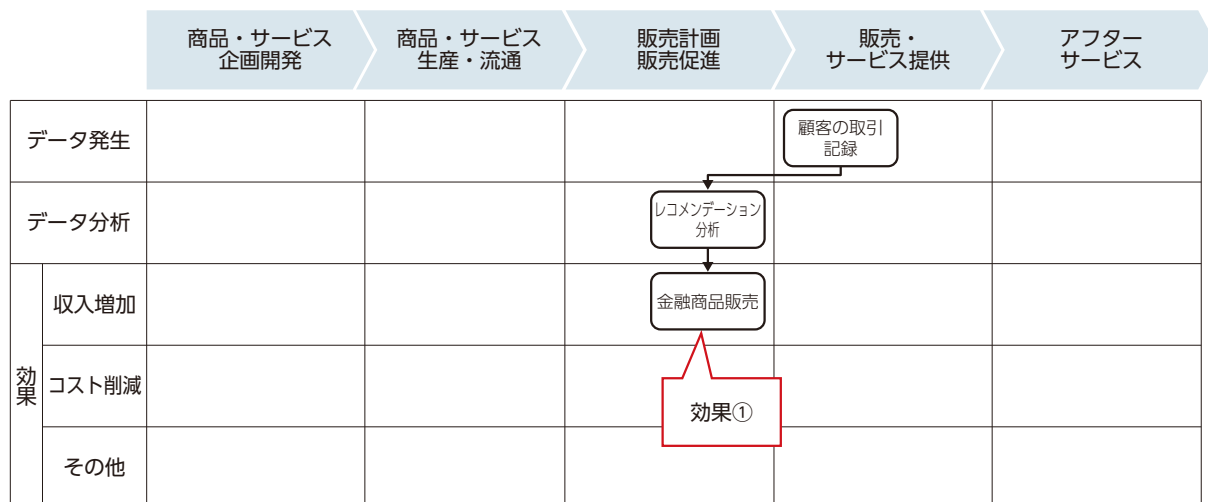 商品・サービス
企画開発
商品・サービス
生産・流通
販売計画
販売促進
販売・
サービス提供
アフター
サービス
データ発生
顧客の取引
記録
データ分析
レコメンデーション
分析
効果
収入増加
金融商品販売
コスト削減
効果①
その他